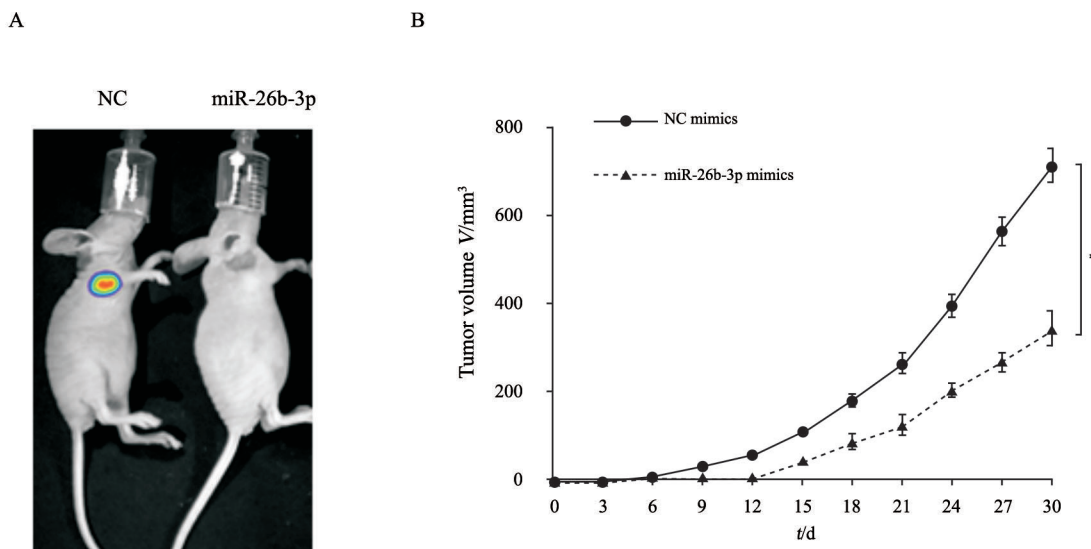 A
B
NC miR-26b-3p
NC mimics
miR-26b-3p mimics
Tumor volume V/mm³
800
600
400
200
0
0 3 6 9 12 15 18 21 24 27 30
t/d
*